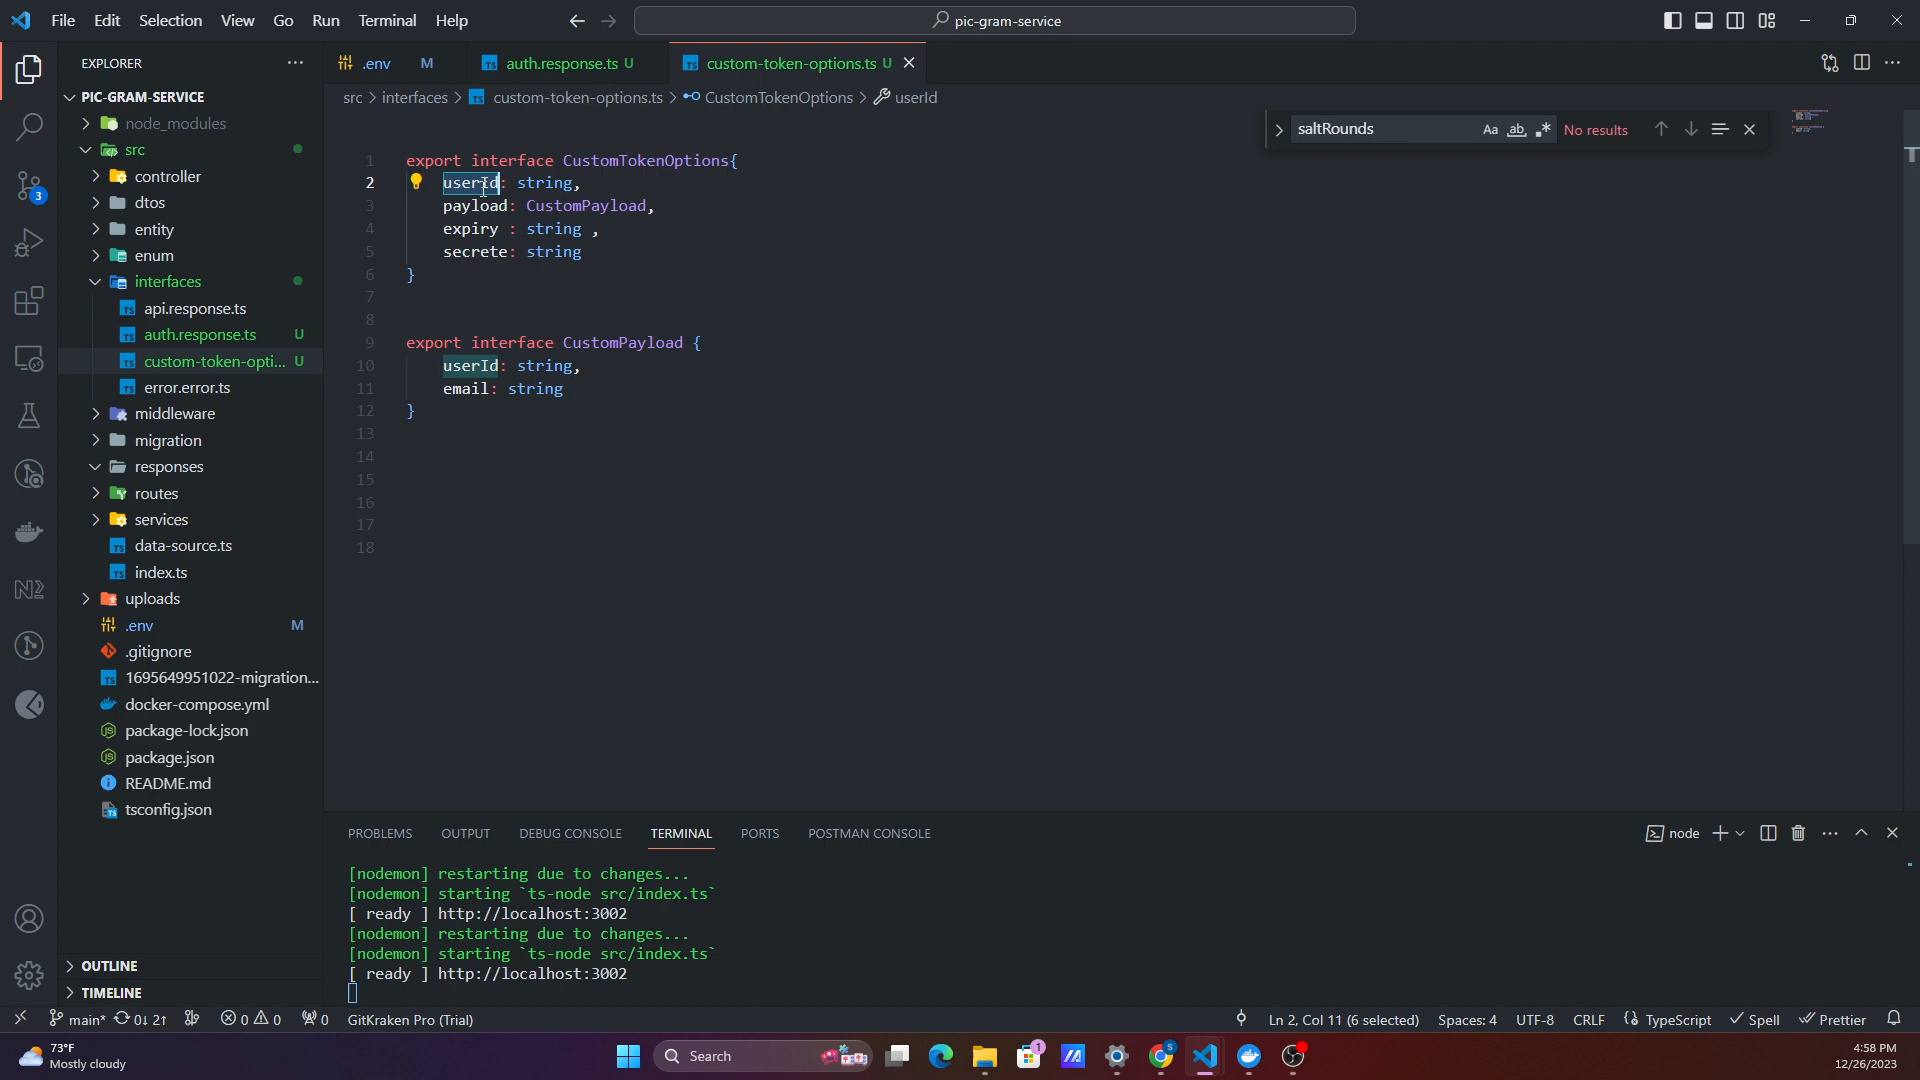 File Edit Selection View Go Run Terminal Help
pic-gram-service
EXPLORER
.env M
auth.response.ts U
custom-token-options.ts U
src > interfaces > custom-token-options.ts > CustomTokenOptions > userId
saltRounds
Aa ab No results
PIC-GRAM-SERVICE
node_modules
src
controller
dtos
entity
enum
interfaces
api.response.ts
auth.response.ts U
custom-token-opti... U
error.error.ts
middleware
migration
responses
routes
services
data-source.ts
index.ts
uploads
.env M
.gitignore
1695649951022-migration...
docker-compose.yml
package-lock.json
package.json
README.md
tsconfig.json
OUTLINE
TIMELINE
3
1 export interface CustomTokenOptions{
2 userId: string,
3 payload: CustomPayload,
4 expiry : string ,
5 secrete: string
6 }
7
8
9 export interface CustomPayload {
10 userId: string,
11 email: string
12 }
13
14
15
16
17
18
PROBLEMS OUTPUT DEBUG CONSOLE TERMINAL PORTS POSTMAN CONSOLE
node
[nodemon] restarting due to changes...
[nodemon] starting `ts-node src/index.ts`
[ ready ] http://localhost:3002
[nodemon] restarting due to changes...
[nodemon] starting `ts-node src/index.ts`
[ ready ] http://localhost:3002
main* 0↓ 2↑ 0 0 0 GitKraken Pro (Trial)
Ln 2, Col 11 (6 selected) Spaces: 4 UTF-8 CRLF TypeScript Spell Prettier
73°F
Mostly cloudy
Search
1
S
4:58 PM
12/26/2023